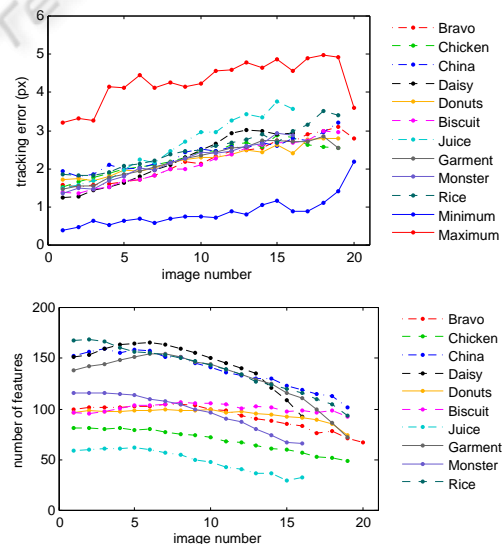 6
5
4
3
2
1
0
tracking error (px)
0 5 10 15 20
image number
Bravo
Chicken
China
Daisy
Donuts
Biscuit
Juice
Garment
Monster
Rice
Minimum
Maximum
200
150
100
50
0
number of features
0 5 10 15 20
image number
Bravo
Chicken
China
Daisy
Donuts
Biscuit
Juice
Garment
Monster
Rice